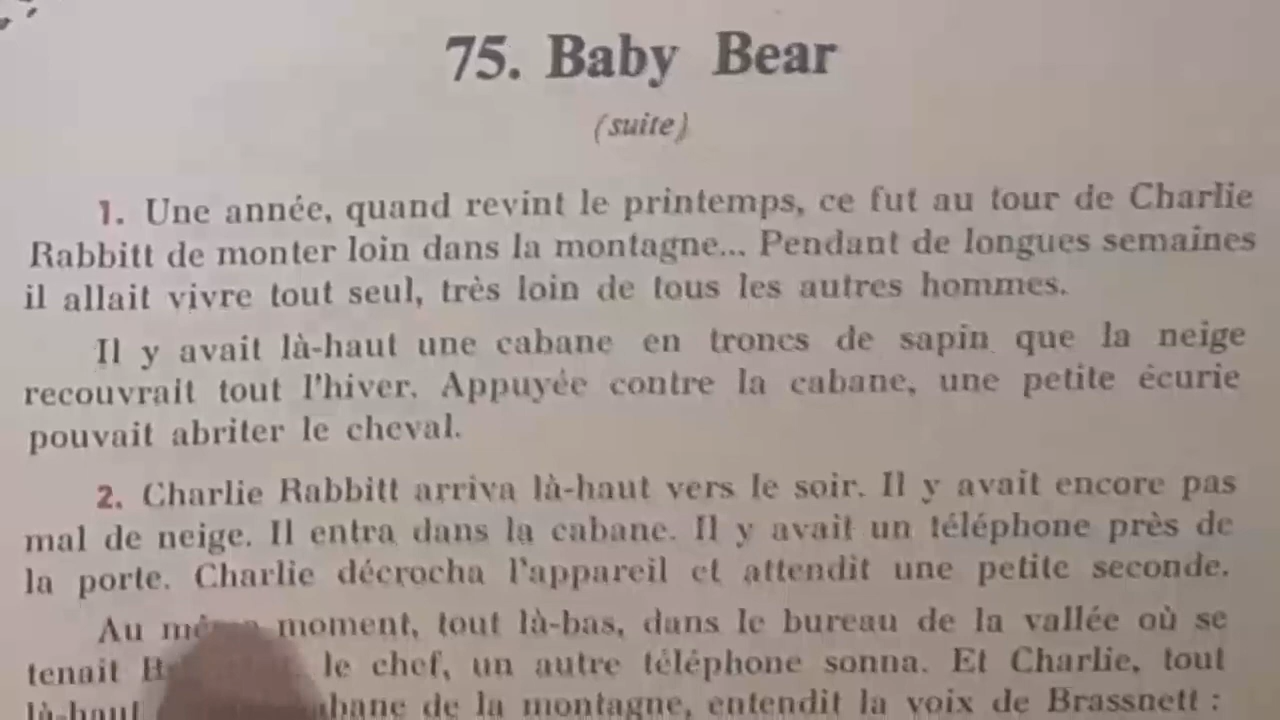 75. Baby Bear
(suite)
1. Une année, quand revint le printemps, ce fut au tour de Charlie
Rabbitt de monter loin dans la montagne... Pendant de longues semaines
il allait vivre tout seul, très loin de tous les autres hommes.
Il y avait là-haut une cabane en troncs de sapin que la neige
recouvrait tout l'hiver. Appuyée contre la cabane, une petite écurie
pouvait abriter le cheval.
2. Charlie Rabbitt arriva là-haut vers le soir. Il y avait encore pas
mal de neige. Il entra dans la cabane. Il y avait un téléphone près de
la porte. Charlie décrocha l'appareil et attendit une petite seconde.
Au moment, tout là-bas, dans le bureau de la vallée où se
tenait le chef, un autre téléphone sonna. Et Charlie, tout
là-haut de la montagne, entendit la voix de Brassnett :